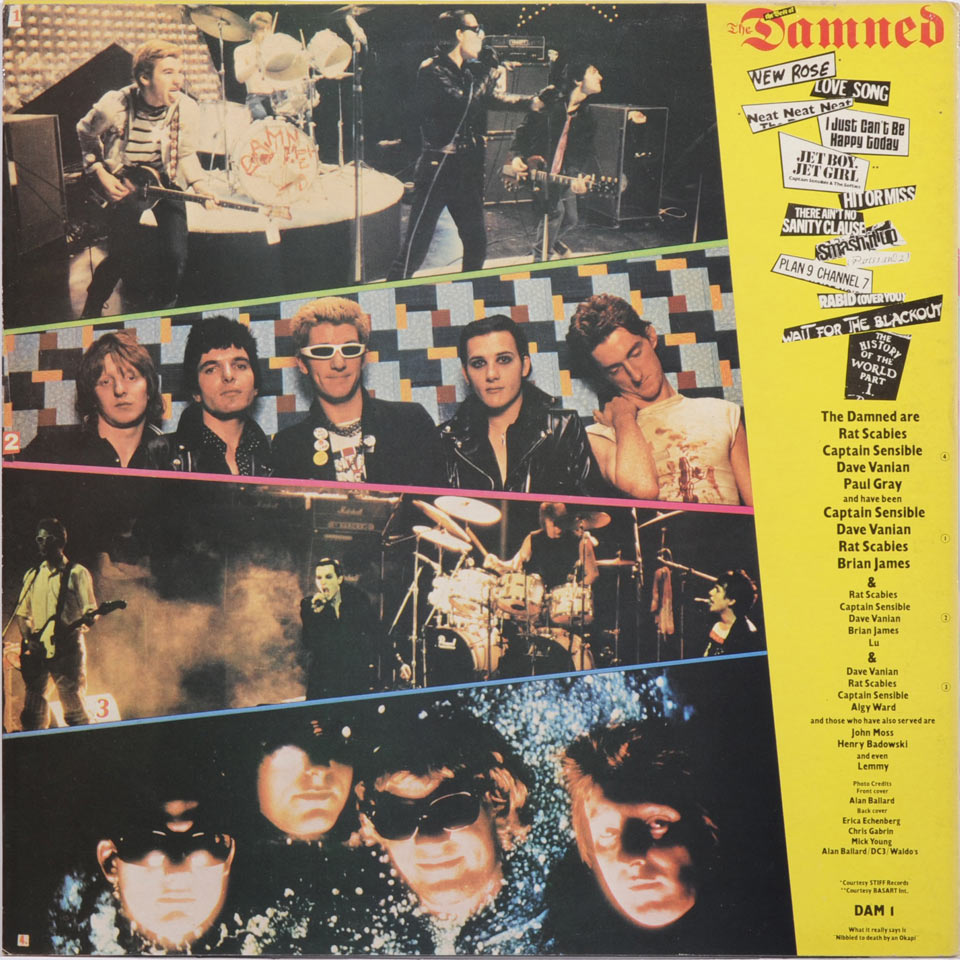 1
The
the Best of
Damned
NEW ROSE
LOVE SONG
Neat Neat Neat
I Just Can't Be
Happy Today
JET BOY,
JET GIRL
Captain Sensible & The Softies
**
HIT OR MISS
THERE AIN'T NO
SANITY CLAUSE
SMASH IT UP
PLAN 9 CHANNEL 7
RABID (OVER YOU)
WAIT FOR THE BLACKOUT
THE
HISTORY
OF THE
WORLD
PART
1.
2
3
4.
Marshall
The Damned are
Rat Scabies
Captain Sensible
Dave Vanian
4
Paul Gray
and have been
Captain Sensible
Dave Vanian
1
Rat Scabies
Brian James
&
Rat Scabies
Captain Sensible
Dave Vanian
2
Brian James
Lu
&
Dave Vanian
Rat Scabies
3
Captain Sensible
Algy Ward
and those who have also served are
John Moss
Henry Badowski
and even
Lemmy
Photo Credits
Front cover
Alan Ballard
Back cover
Erica Echenberg
Chris Gabrin
Mick Young
Alan Ballard/DC3/Waldo's
*Courtesy STIFF Records
**Courtesy BASART Inc.
DAM 1
What it really says is
'Nibbled to death by an Okapi'